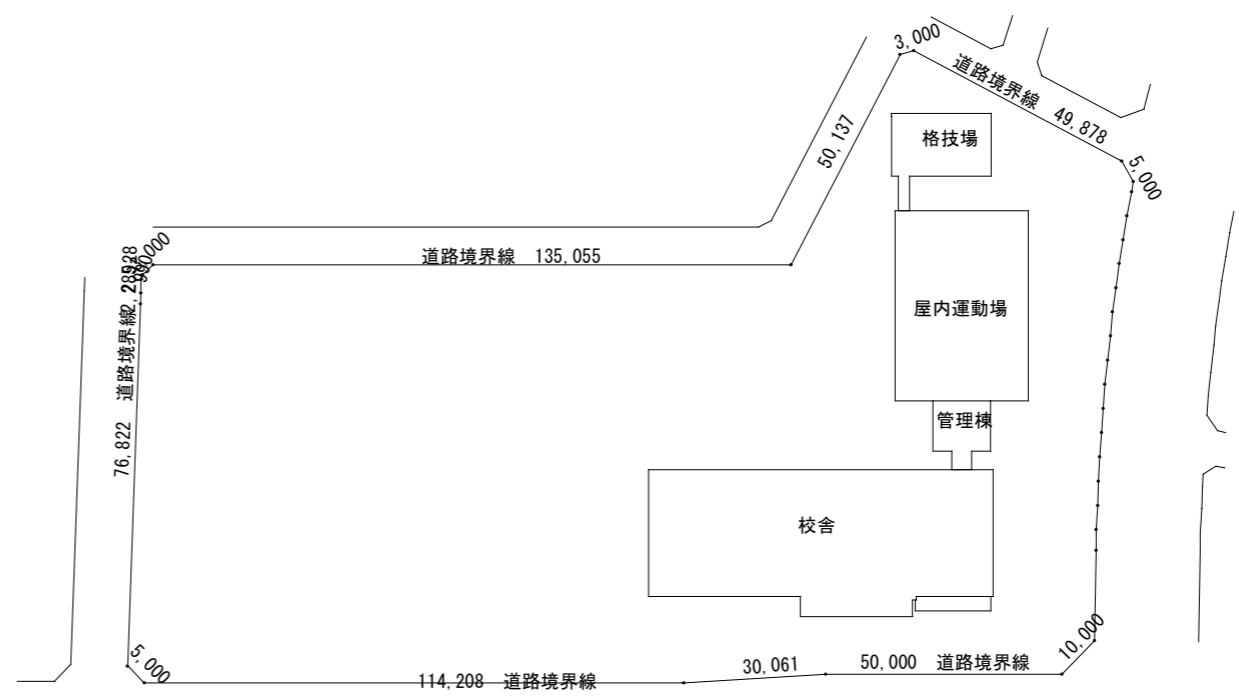 3,000
道路境界線 49,878
50,137
格技場
5,000
道路境界線 135,055
屋内運動場
76,822 道路境界線
管理棟
校舎
5,000
10,000
30,061
50,000 道路境界線
114,208 道路境界線